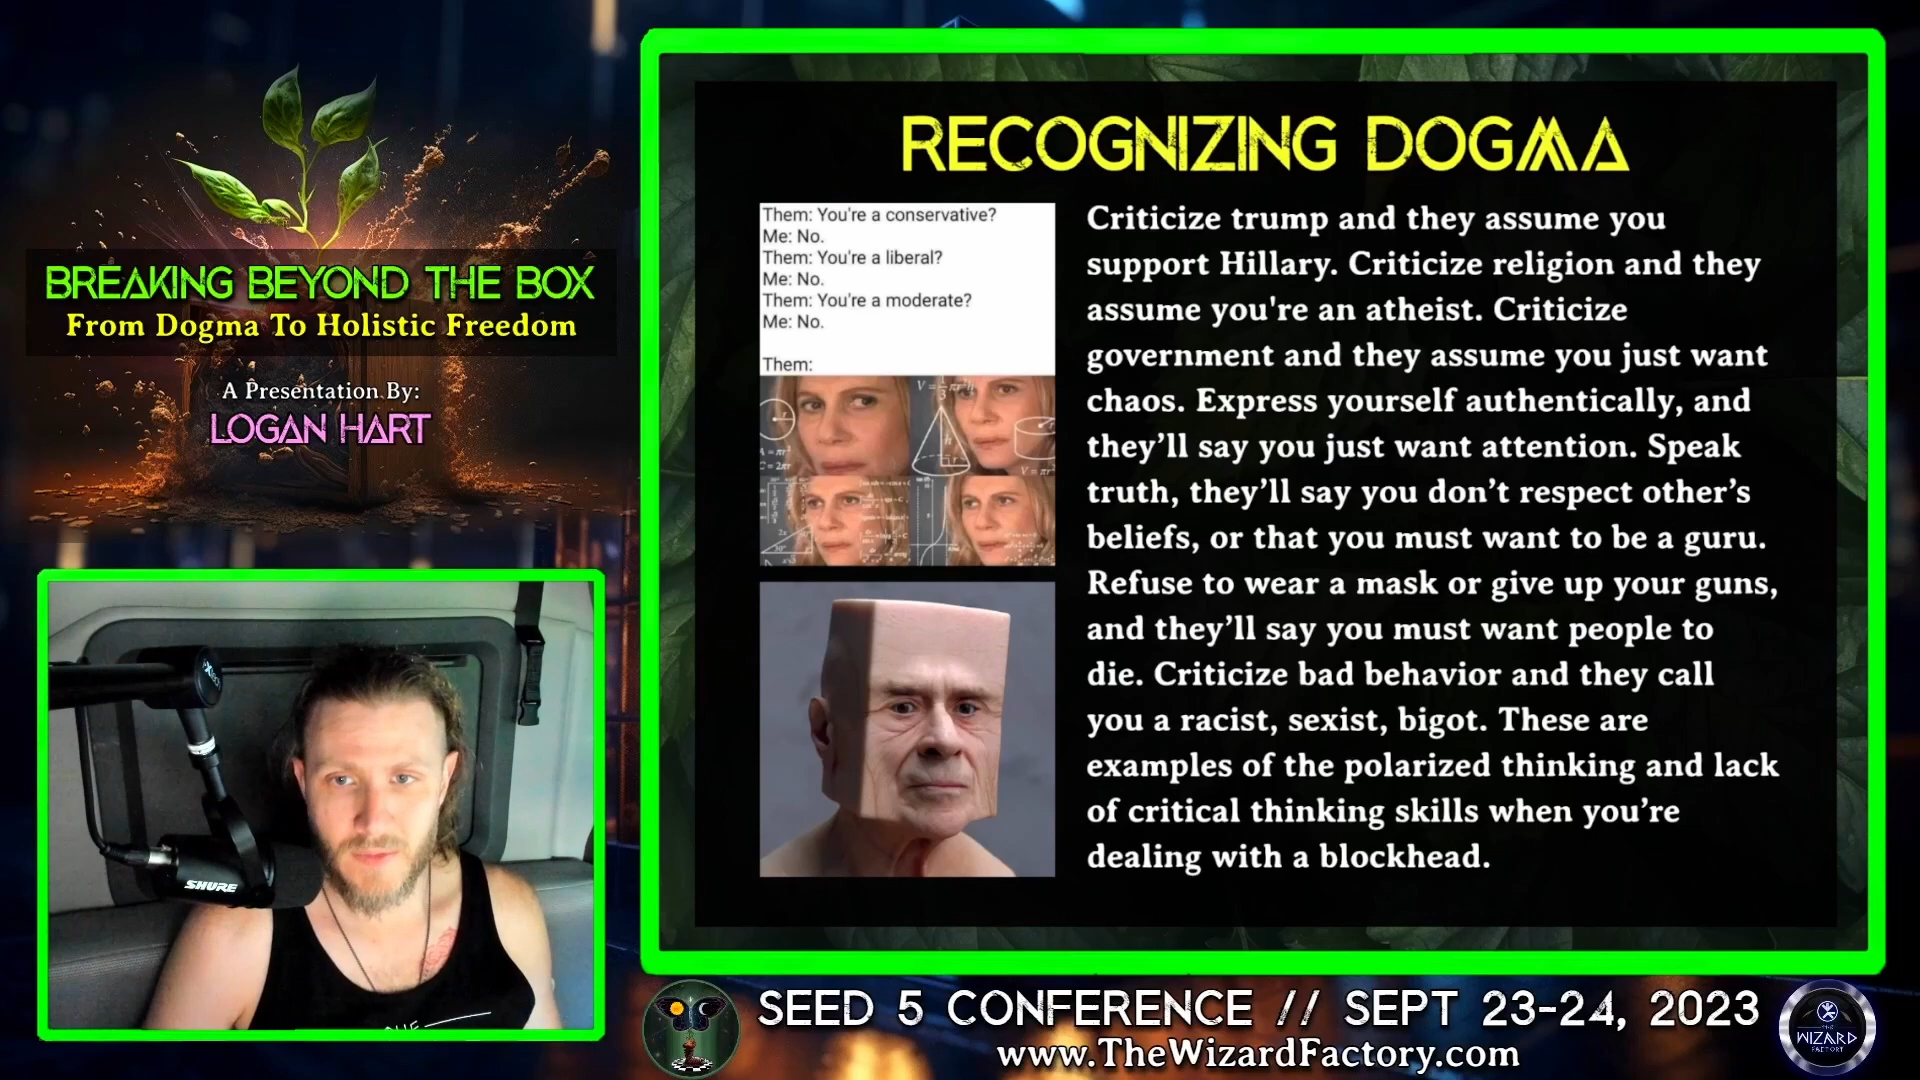 BREAKING BEYOND THE BOX
From Dogma To Holistic Freedom
A Presentation By:
LOGAN HART
RECOGNIZING DOGMA
Them: You're a conservative?
Me: No.
Them: You're a liberal?
Me: No.
Them: You're a moderate?
Me: No.
Them:
Criticize trump and they assume you
support Hillary. Criticize religion and they
assume you're an atheist. Criticize
government and they assume you just want
chaos. Express yourself authentically, and
they’ll say you just want attention. Speak
truth, they’ll say you don’t respect other’s
beliefs, or that you must want to be a guru.
Refuse to wear a mask or give up your guns,
and they’ll say you must want people to
die. Criticize bad behavior and they call
you a racist, sexist, bigot. These are
examples of the polarized thinking and lack
of critical thinking skills when you’re
dealing with a blockhead.
SHURE
SEED 5 CONFERENCE // SEPT 23-24, 2023
www.TheWizardFactory.com
THE
WIZARD
FACTORY